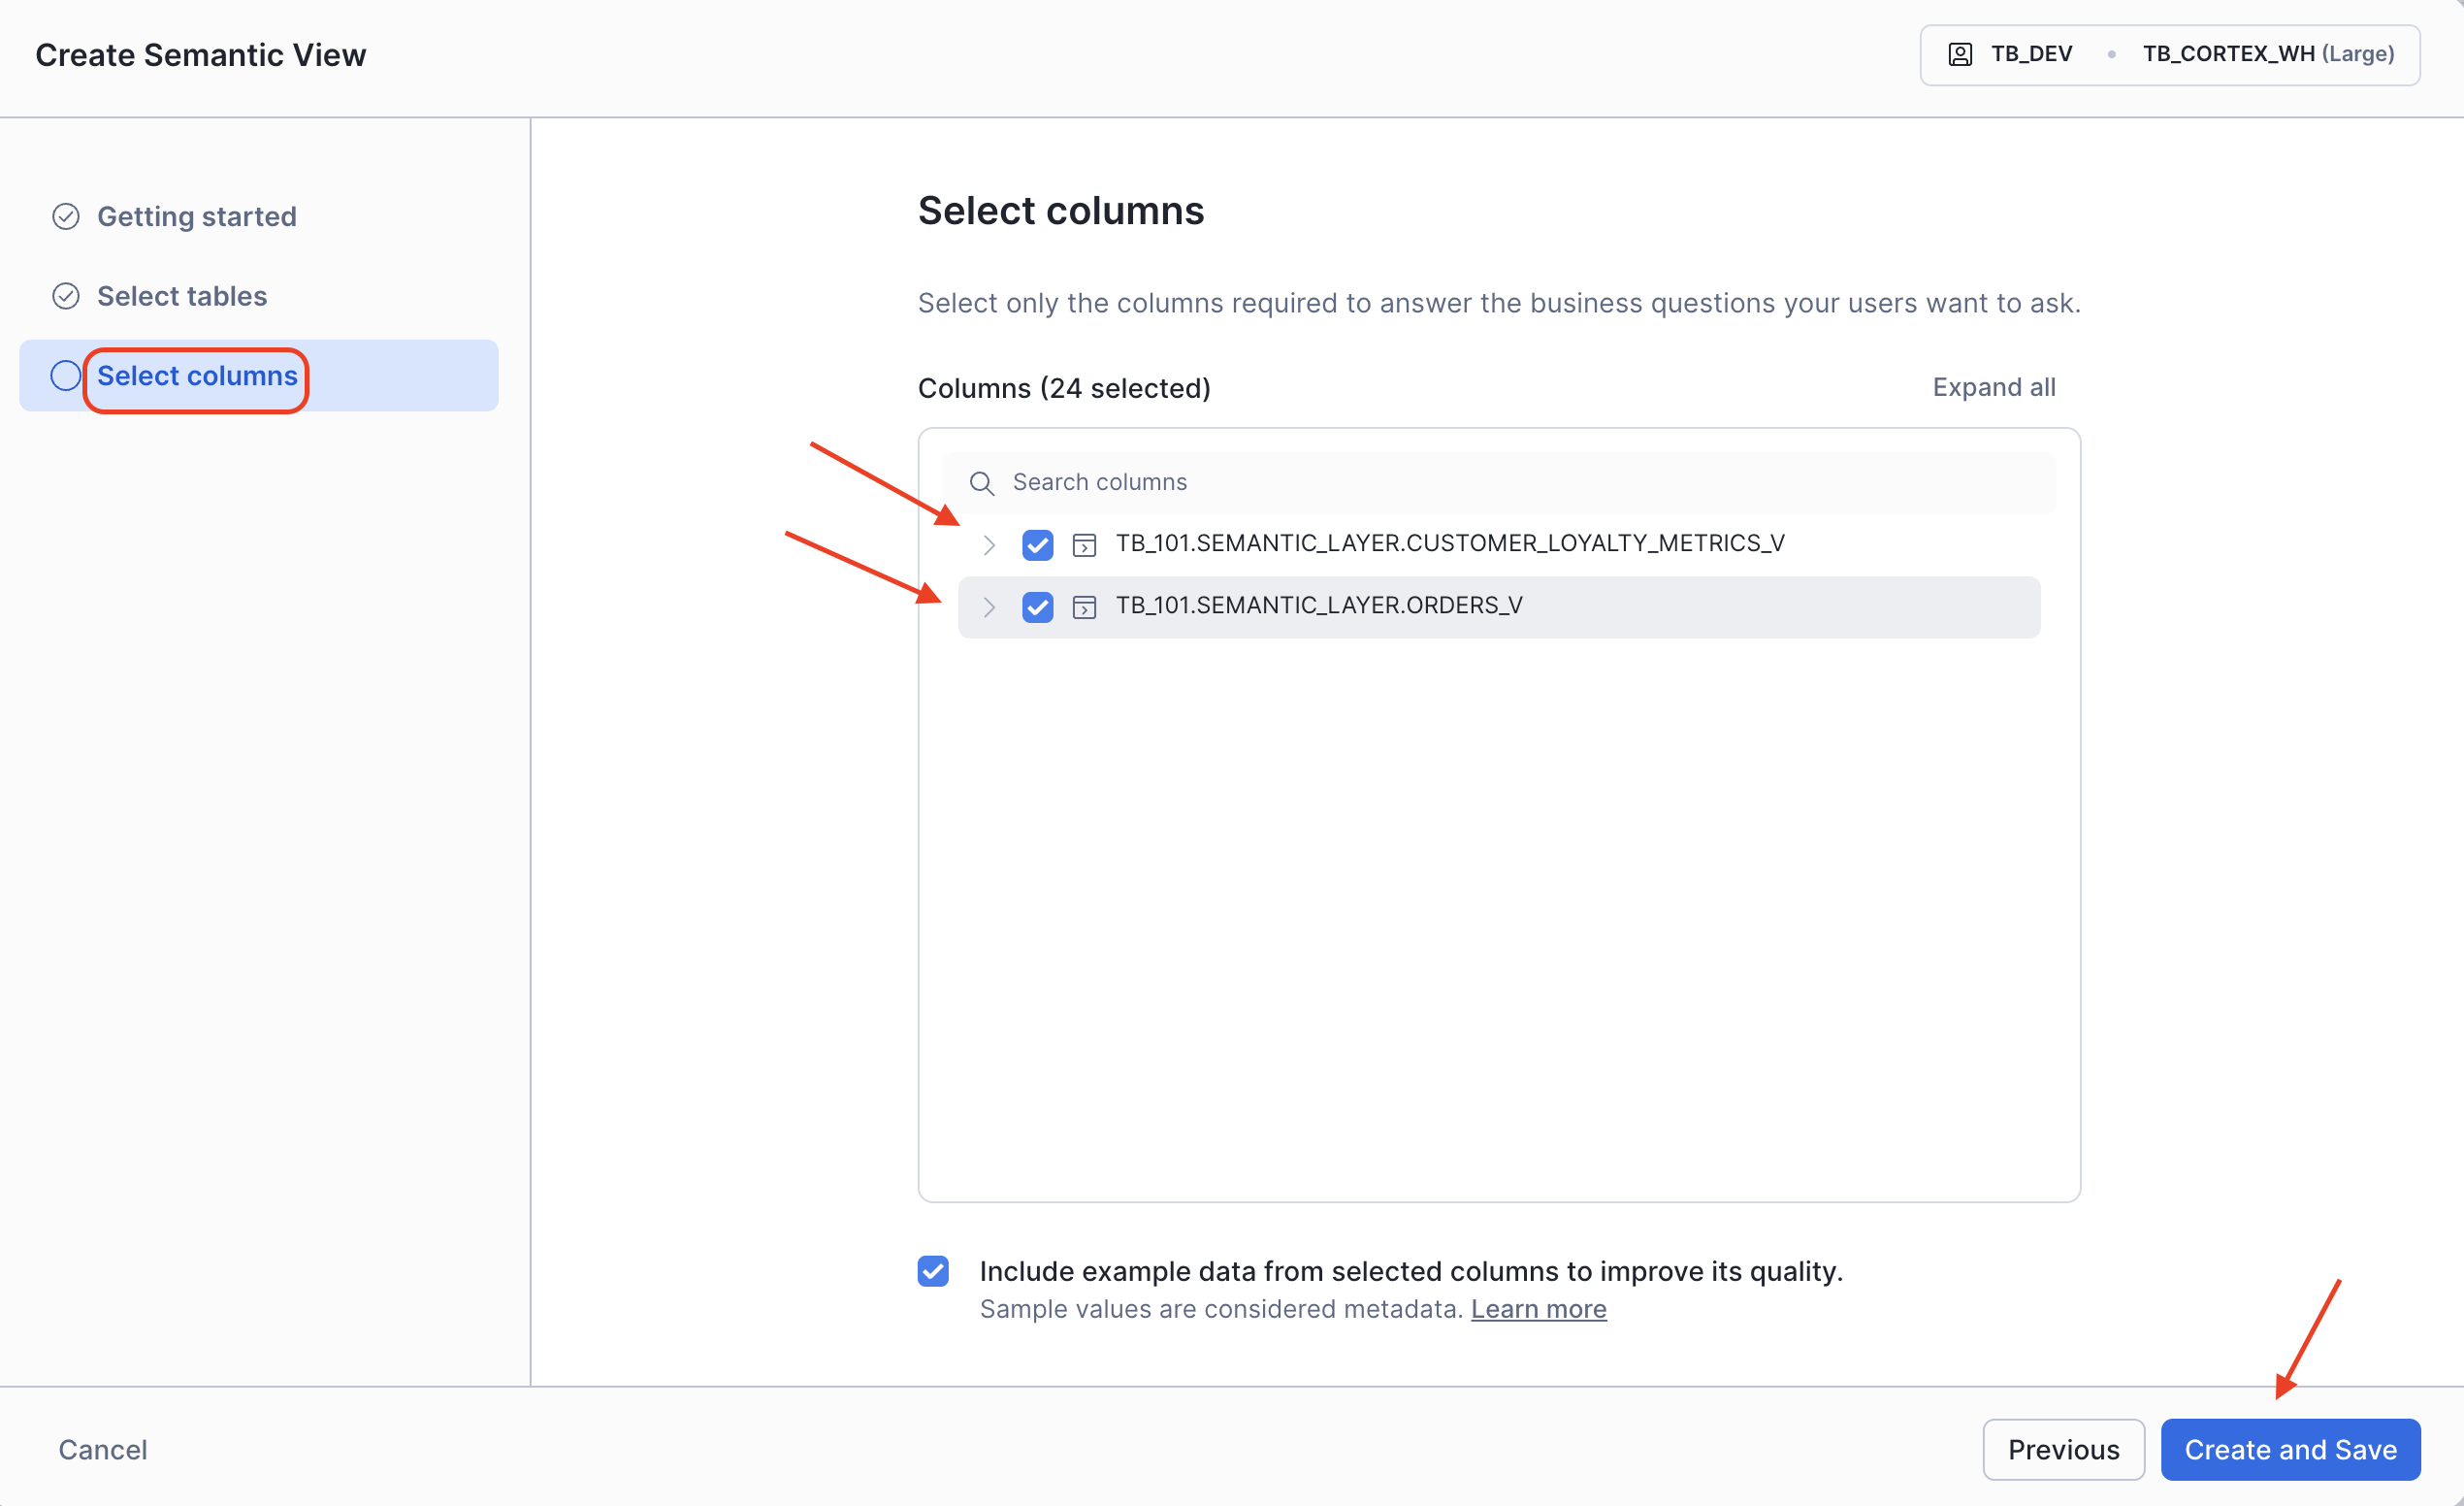 Create Semantic View
TB_DEV • TB_CORTEX_WH (Large)
Getting started
Select tables
Select columns
Select columns
Select only the columns required to answer the business questions your users want to ask.
Columns (24 selected)
Expand all
Search columns
TB_101.SEMANTIC_LAYER.CUSTOMER_LOYALTY_METRICS_V
TB_101.SEMANTIC_LAYER.ORDERS_V
Include example data from selected columns to improve its quality.
Sample values are considered metadata. Learn more
Cancel
Previous
Create and Save